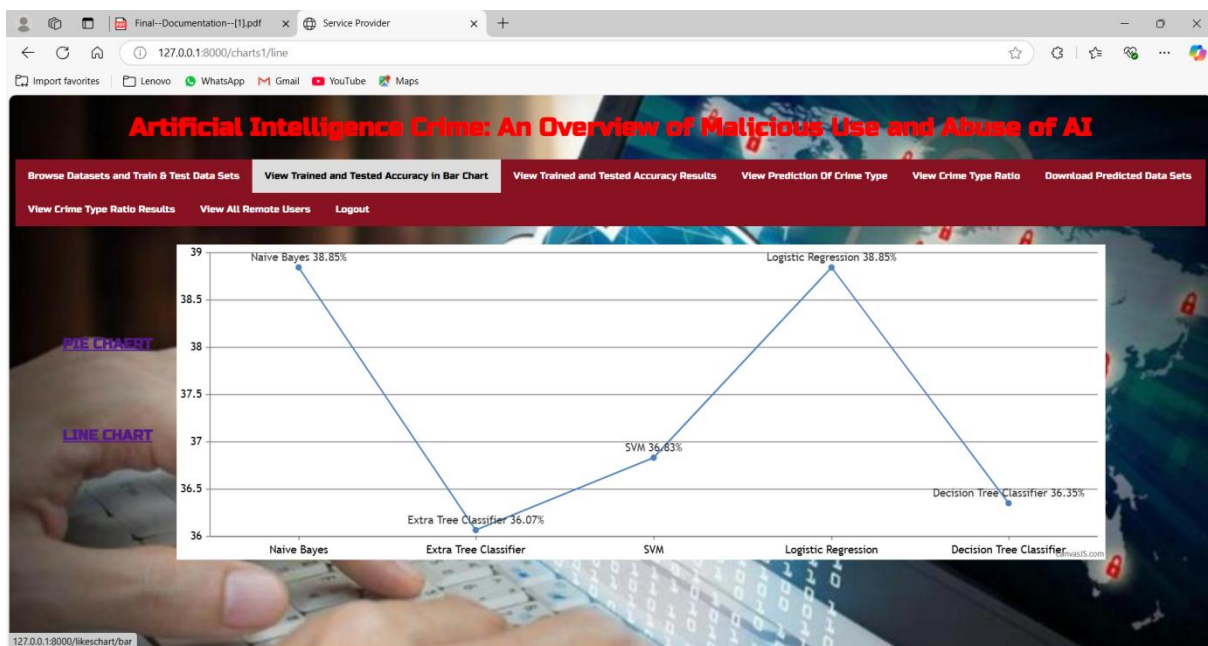 Final--Documentation--[1].pdf
Service Provider
127.0.0.1:8000/charts1/line
Import favorites
Lenovo
WhatsApp
Gmail
YouTube
Maps
Artificial Intelligence Crime: An Overview of Malicious Use and Abuse of AI
Browse Datasets and Train & Test Data Sets
View Trained and Tested Accuracy in Bar Chart
View Trained and Tested Accuracy Results
View Prediction Of Crime Type
View Crime Type Ratio
Download Predicted Data Sets
View Crime Type Ratio Results
View All Remote Users
Logout
PIE CHAERT
LINE CHART
39
38.5
38
37.5
37
36.5
36
Naive Bayes 38.85%
Extra Tree Classifier 36.07%
SVM 36.83%
Logistic Regression 38.85%
Decision Tree Classifier 36.35%
Naive Bayes
Extra Tree Classifier
SVM
Logistic Regression
Decision Tree Classifier
CanvasJS.com
127.0.0.1:8000/likeschart/bar